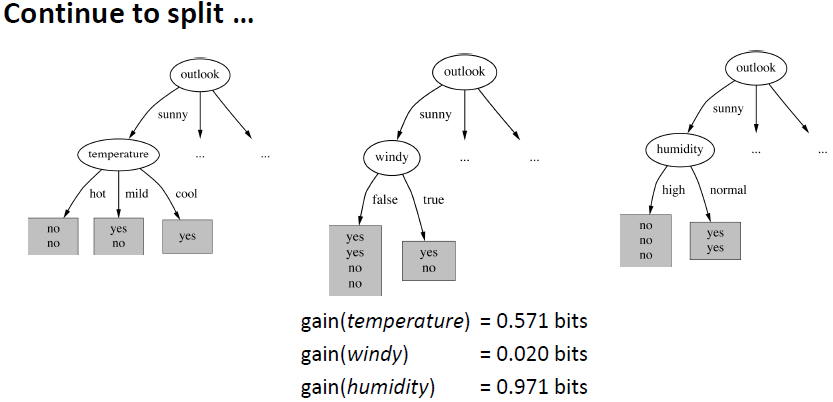 Continue to split ...
outlook
sunny
temperature
...
...
hot mild cool
no
no
yes
no
yes
outlook
sunny
windy
...
...
false true
yes
yes
no
no
yes
no
outlook
sunny
humidity
...
...
high normal
no
no
no
yes
yes
gain(temperature) = 0.571 bits
gain(windy) = 0.020 bits
gain(humidity) = 0.971 bits